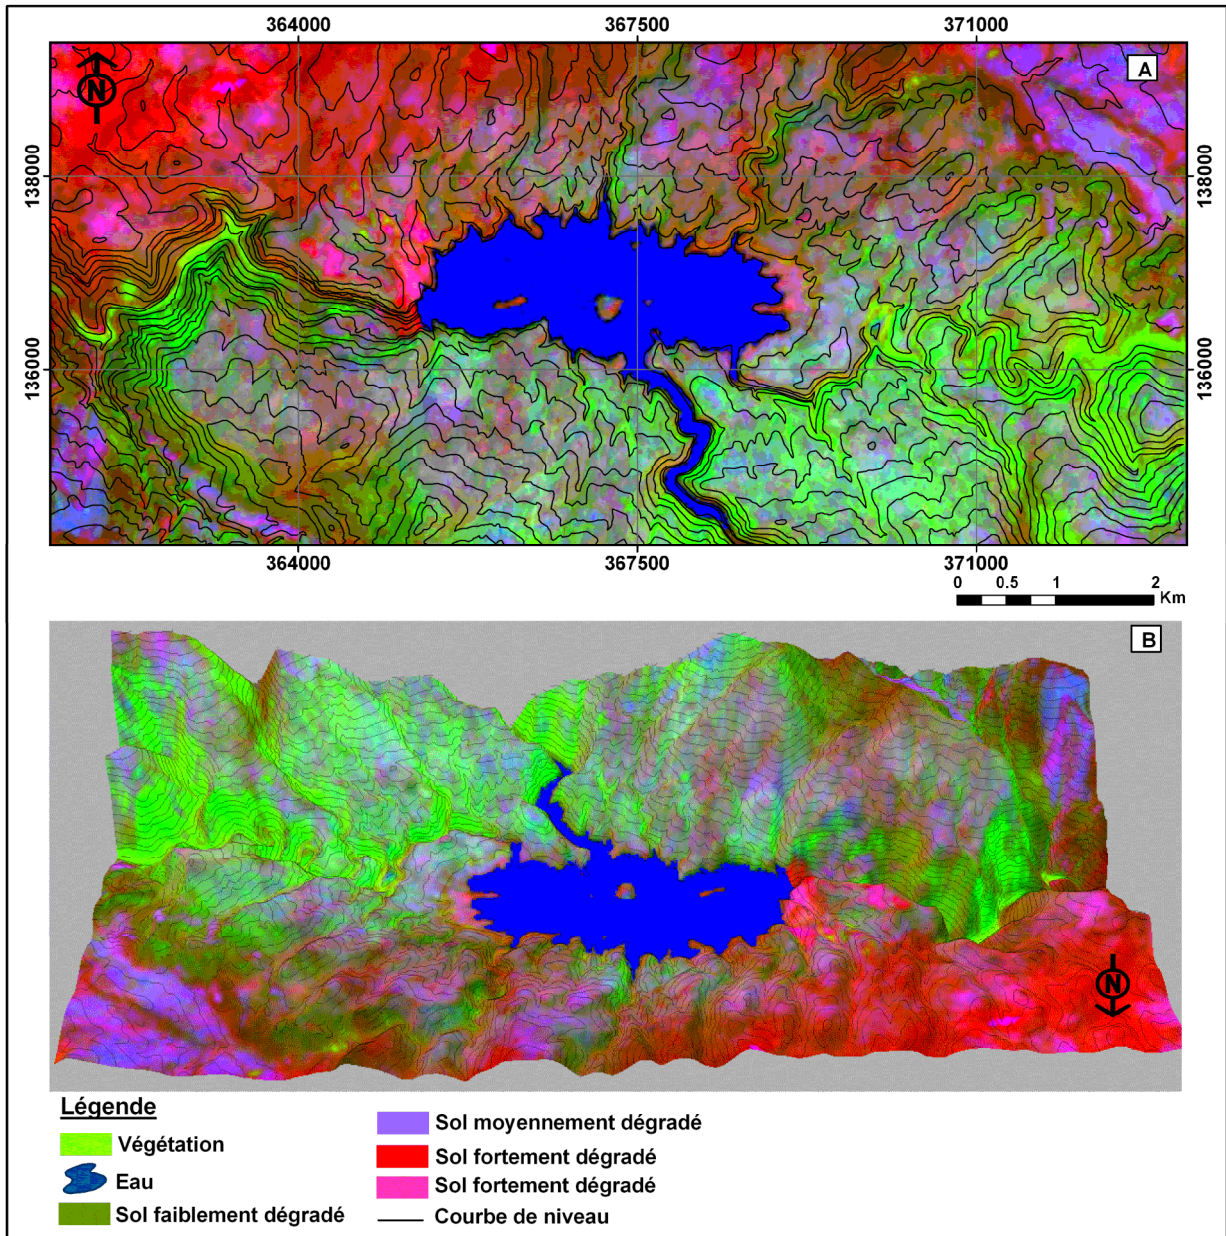 364000 367500 371000
A
N
138000 138000
136000 136000
364000 367500 371000
0 0.5 1 2
Km
B
N
Légende
Végétation
Eau
Sol faiblement dégradé
Sol moyennement dégradé
Sol fortement dégradé
Sol fortement dégradé
Courbe de niveau